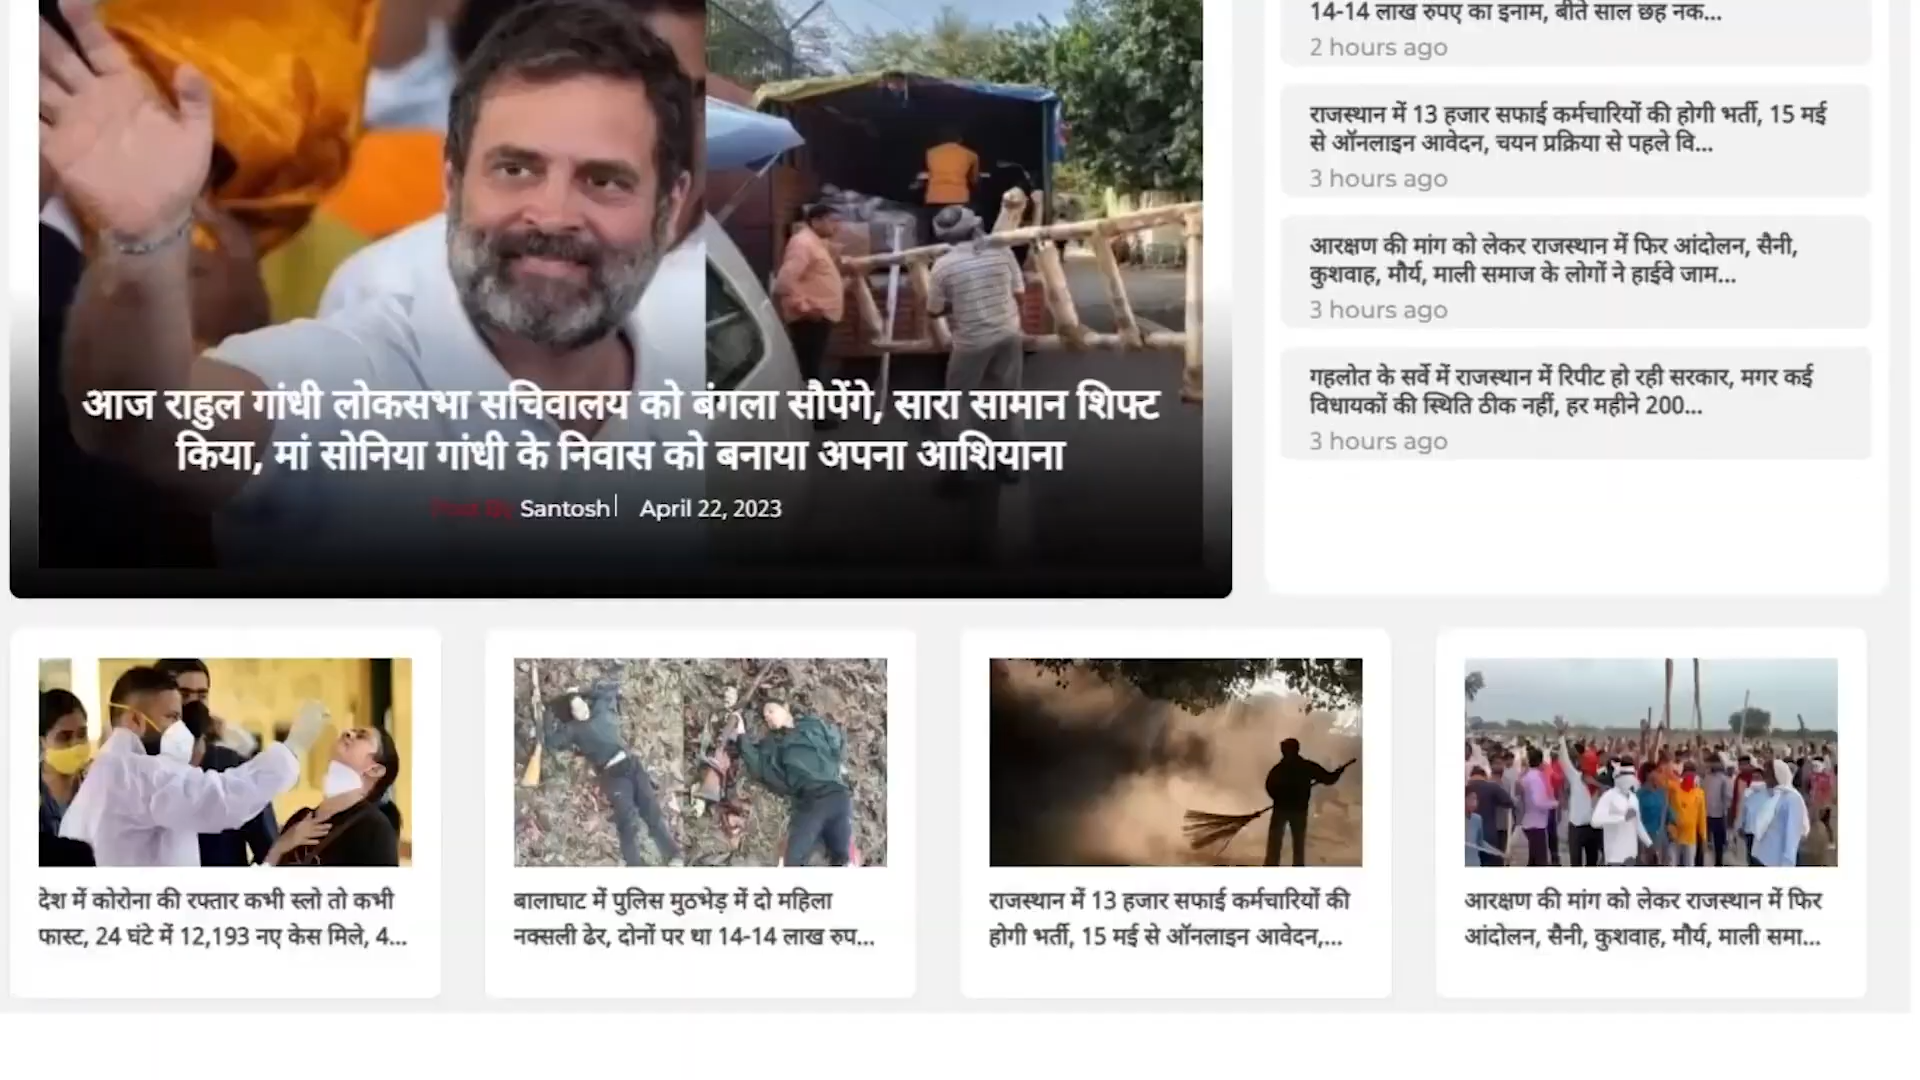 14-14 लाख रुपए का इनाम, बीते साल छह नक...
2 hours ago
राजस्थान में 13 हजार सफाई कर्मचारियों की होगी भर्ती, 15 मई
से ऑनलाइन आवेदन, चयन प्रक्रिया से पहले वि...
3 hours ago
आरक्षण की मांग को लेकर राजस्थान में फिर आंदोलन, सैनी,
कुशवाह, मौर्य, माली समाज के लोगों ने हाईवे जाम...
3 hours ago
गहलोत के सर्वे में राजस्थान में रिपीट हो रही सरकार, मगर कई
विधायकों की स्थिति ठीक नहीं, हर महीने 200...
3 hours ago
आज राहुल गांधी लोकसभा सचिवालय को बंगला सौपेंगे, सारा सामान शिफ्ट
किया, मां सोनिया गांधी के निवास को बनाया अपना आशियाना
Post By Santosh| April 22, 2023
देश में कोरोना की रफ्तार कभी स्लो तो कभी
फास्ट, 24 घंटे में 12,193 नए केस मिले, 4...
बालाघाट में पुलिस मुठभेड़ में दो महिला
नक्सली ढेर, दोनों पर था 14-14 लाख रुप...
राजस्थान में 13 हजार सफाई कर्मचारियों की
होगी भर्ती, 15 मई से ऑनलाइन आवेदन,...
आरक्षण की मांग को लेकर राजस्थान में फिर
आंदोलन, सैनी, कुशवाह, मौर्य, माली समा...